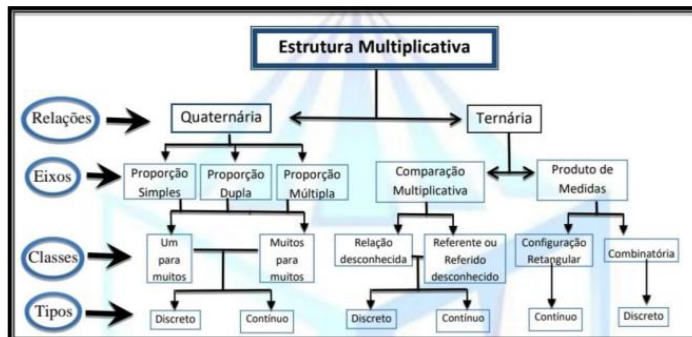 Estrutura Multiplicativa
Relações
Quaternária
Ternária
Eixos
Proporção
Simples
Proporção
Dupla
Proporção
Múltipla
Comparação
Multiplicativa
Produto de
Medidas
Classes
Um
para
muitos
Muitos
para
muitos
Relação
desconhecida
Referente ou
Referido
desconhecido
Configuração
Retangular
Combinatória
Tipos
Discreto
Contínuo
Discreto
Contínuo
Contínuo
Discreto